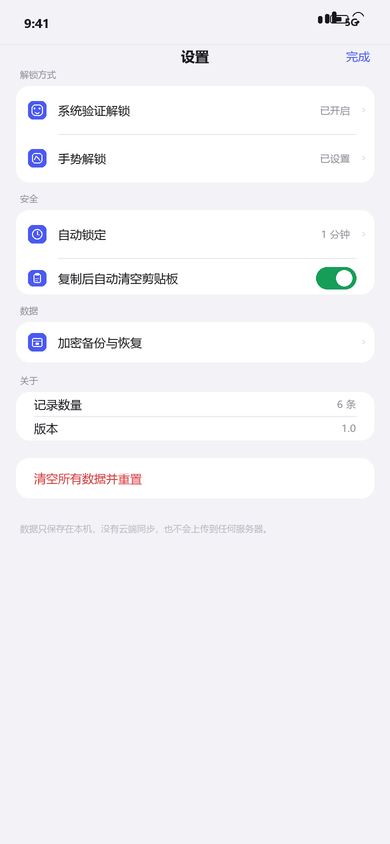 9:41
5G
设置
完成
解锁方式
系统验证解锁
已开启
手势解锁
已设置
安全
自动锁定
1 分钟
复制后自动清空剪贴板
数据
加密备份与恢复
关于
记录数量
6 条
版本
1.0
清空所有数据并重置
数据只保存在本机，没有云端同步，也不会上传到任何服务器。